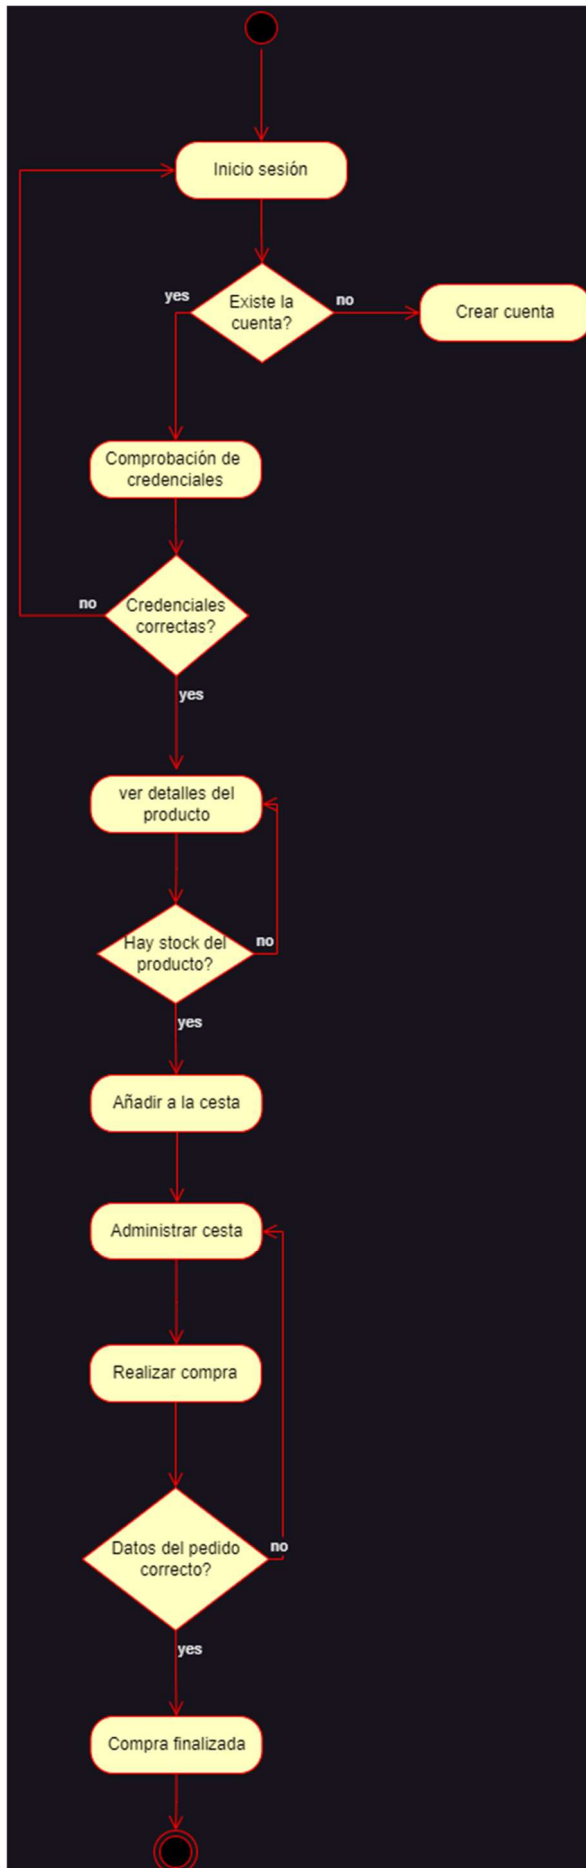 Inicio sesión
yes
Existe la
cuenta?
no
Crear cuenta
Comprobación de
credenciales
no
Credenciales
correctas?
yes
ver detalles del
producto
Hay stock del
producto?
no
yes
Añadir a la cesta
Administrar cesta
Realizar compra
Datos del pedido
correcto?
no
yes
Compra finalizada